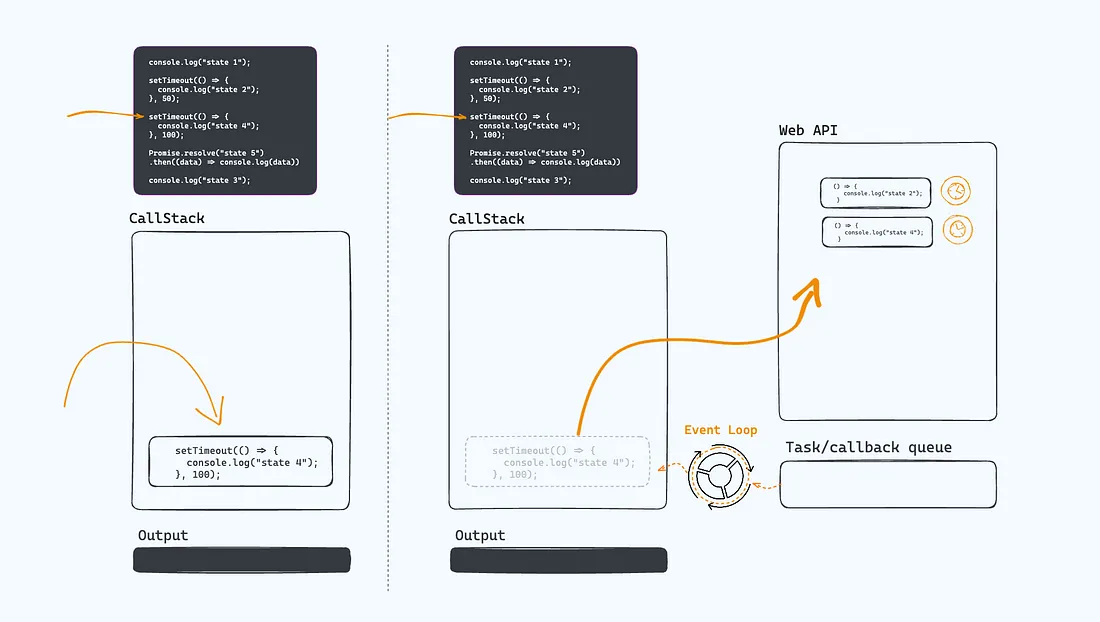 console.log("state 1");
setTimeout(() => {
console.log("state 2");
}, 50);
setTimeout(() => {
console.log("state 4");
}, 100);
Promise.resolve("state 5")
.then((data) => console.log(data))
console.log("state 3");
CallStack
setTimeout(() => {
console.log("state 4");
}, 100);
Output
console.log("state 1");
setTimeout(() => {
console.log("state 2");
}, 50);
setTimeout(() => {
console.log("state 4");
}, 100);
Promise.resolve("state 5")
.then((data) => console.log(data))
console.log("state 3");
CallStack
setTimeout(() => {
console.log("state 4");
}, 100);
Output
Web API
() => {
console.log("state 2");
}
() => {
console.log("state 4");
}
Event Loop
Task/callback queue